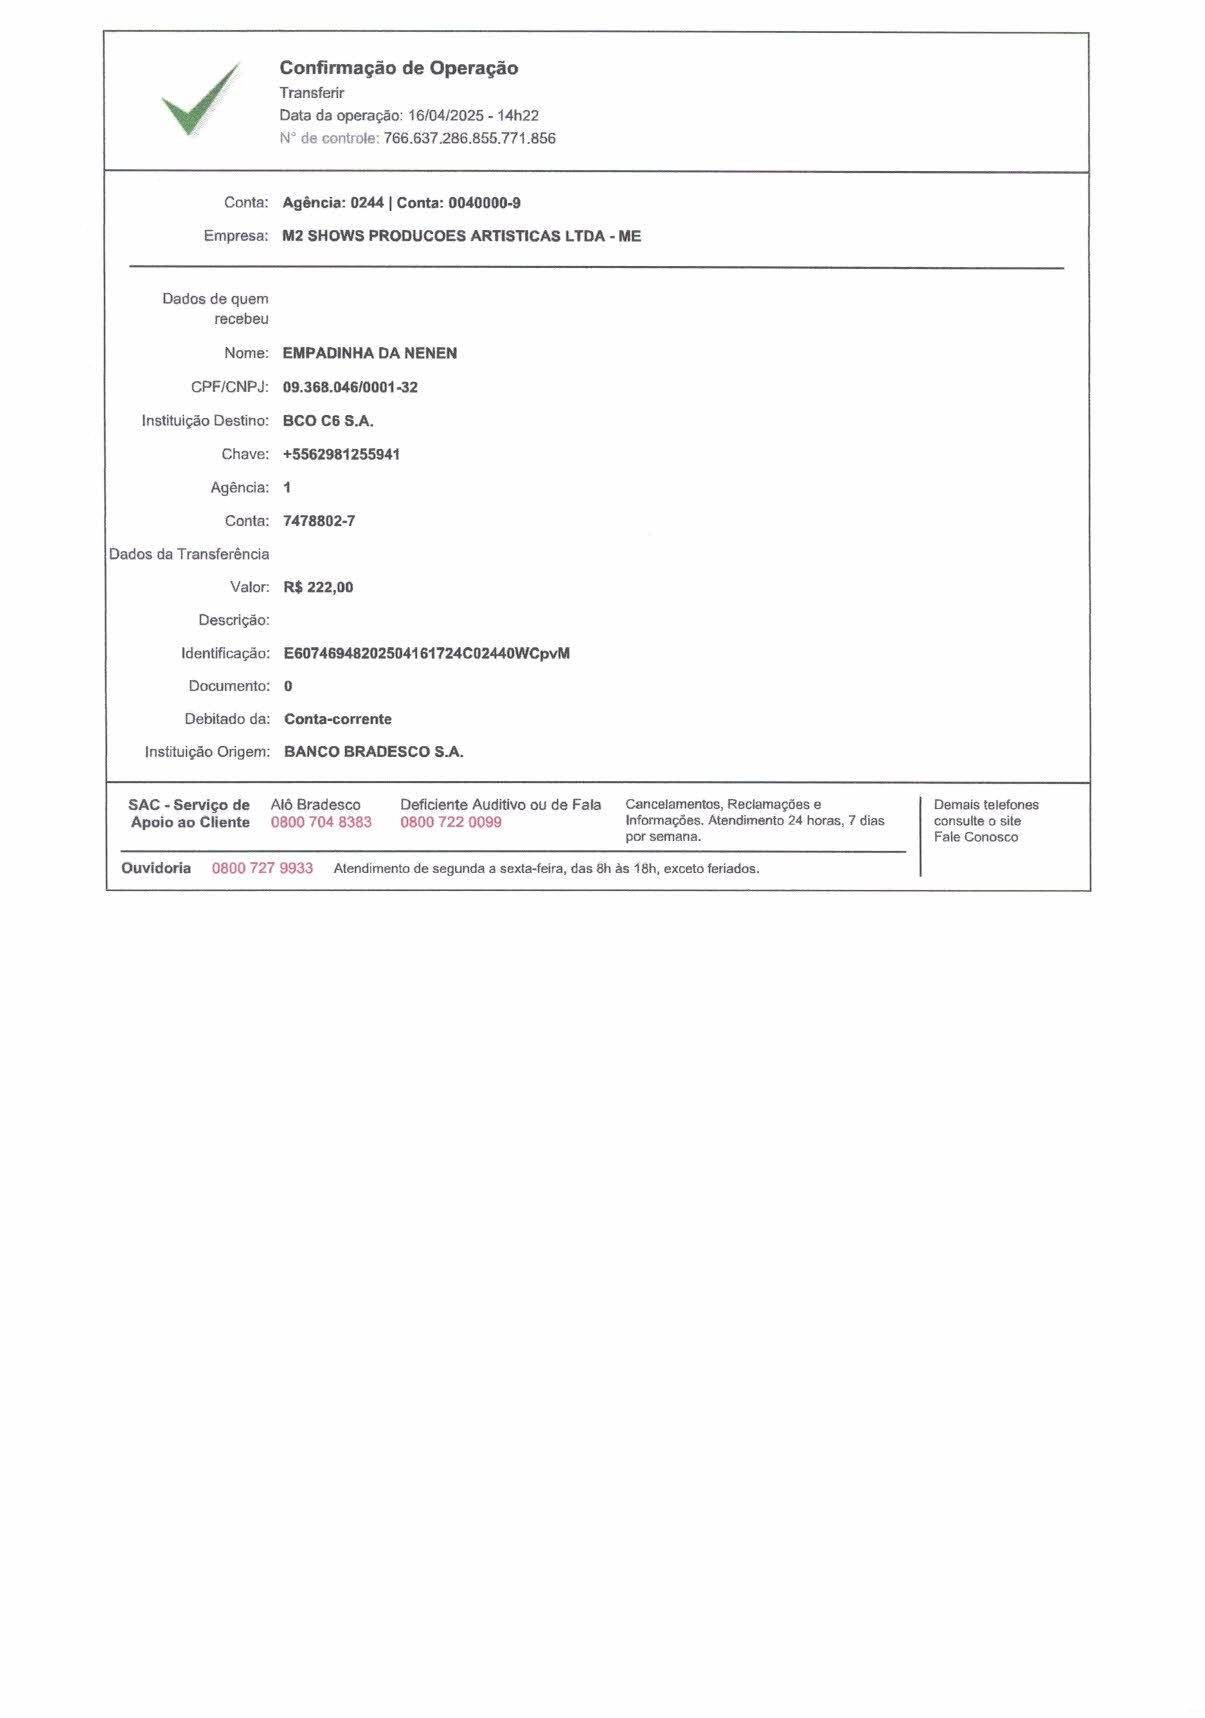 Confirmação de Operação
Transferir
Data da operação: 16/04/2025 - 14h22
N° de controle: 766.637.286.855.771.856
Conta: Agência: 0244 | Conta: 0040000-9
Empresa: M2 SHOWS PRODUCOES ARTISTICAS LTDA - ME
Dados de quem
recebeu
Nome: EMPADINHA DA NENEN
CPF/CNPJ: 09.368.046/0001-32
Instituição Destino: BCO C6 S.A.
Chave: +5562981255941
Agência: 1
Conta: 7478802-7
Dados da Transferência
Valor: R$ 222,00
Descrição:
Identificação: E60746948202504161724C02440WCpvM
Documento: 0
Debitado da: Conta-corrente
Instituição Origem: BANCO BRADESCO S.A.
SAC - Serviço de
Apoio ao Cliente
Alô Bradesco
0800 704 8383
Deficiente Auditivo ou de Fala
0800 722 0099
Cancelamentos, Reclamações e
Informações. Atendimento 24 horas, 7 dias
por semana.
Demais telefones
consulte o site
Fale Conosco
Ouvidoria 0800 727 9933 Atendimento de segunda a sexta-feira, das 8h às 18h, exceto feriados.